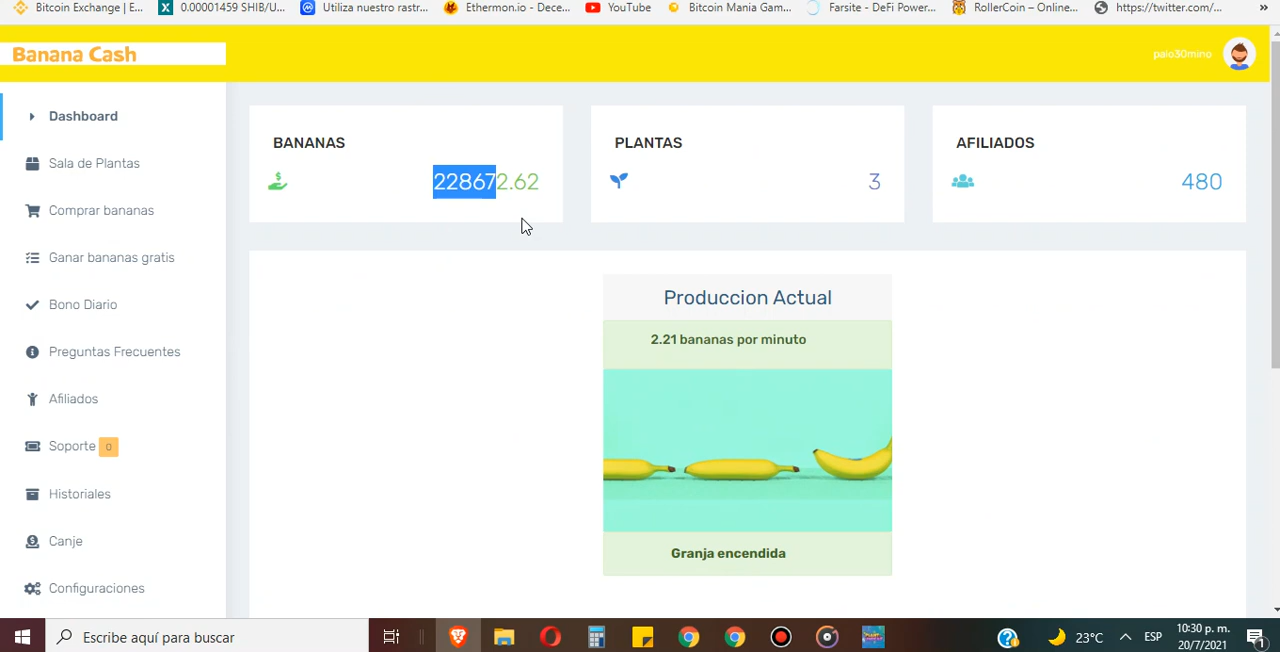 Bitcoin Exchange | E...
0.00001459 SHIB/U...
Utiliza nuestro rastr...
Ethermon.io - Dece...
YouTube
Bitcoin Mania Gam...
Farsite - DeFi Power...
RollerCoin – Online...
https://twitter.com/...
»
Banana Cash
palo30mino
Dashboard
Sala de Plantas
Comprar bananas
Ganar bananas gratis
Bono Diario
Preguntas Frecuentes
Afiliados
Soporte 0
Historiales
Canje
Configuraciones
BANANAS
228672.62
PLANTAS
3
AFILIADOS
480
Produccion Actual
2.21 bananas por minuto
Granja encendida
Escribe aquí para buscar
23°C
ESP
10:30 p. m.
20/7/2021
1